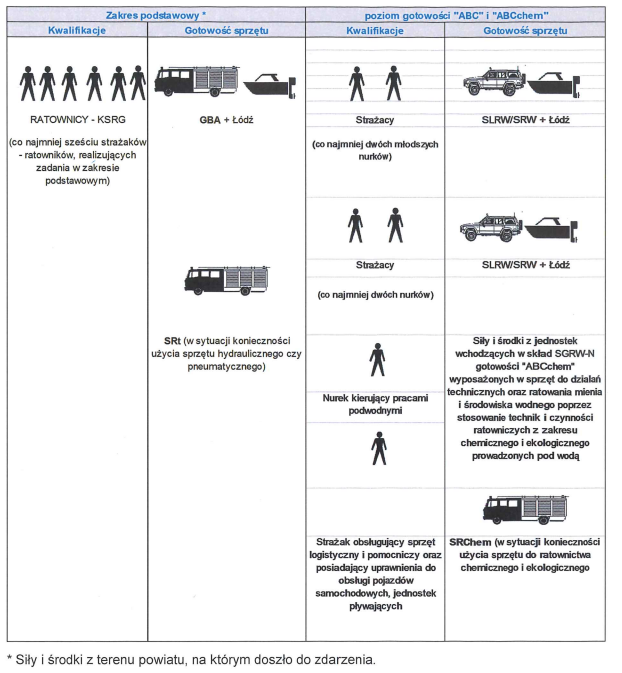 Zakres podstawowy *
poziom gotowości "ABC" i "ABCchem"
Kwalifikacje
Gotowość sprzętu
Kwalifikacje
Gotowość sprzętu
RATOWNICY - KSRG
(co najmniej sześciu strażaków
- ratowników, realizujących
zadania w zakresie
podstawowym)
GBA + Łódź
SRt (w sytuacji konieczności
użycia sprzętu hydraulicznego czy
pneumatycznego)
Strażacy
(co najmniej dwóch młodszych
nurków)
Strażacy
(co najmniej dwóch nurków)
Nurek kierujący pracami
podwodnymi
Strażak obsługujący sprzęt
logistyczny i pomocniczy oraz
posiadający uprawnienia do
obsługi pojazdów
samochodowych, jednostek
pływających
SLRW/SRW + Łódź
SLRW/SRW + Łódź
Siły i środki z jednostek
wchodzących w skład SGRW-N
gotowości "ABCchem"
wyposażonych w sprzęt do działań
technicznych oraz ratowania mienia
i środowiska wodnego poprzez
stosowanie technik i czynności
ratowniczych z zakresu
chemicznego i ekologicznego
prowadzonych pod wodą
SRChem (w sytuacji konieczności
użycia sprzętu do ratownictwa
chemicznego i ekologicznego
* Siły i środki z terenu powiatu, na którym doszło do zdarzenia.